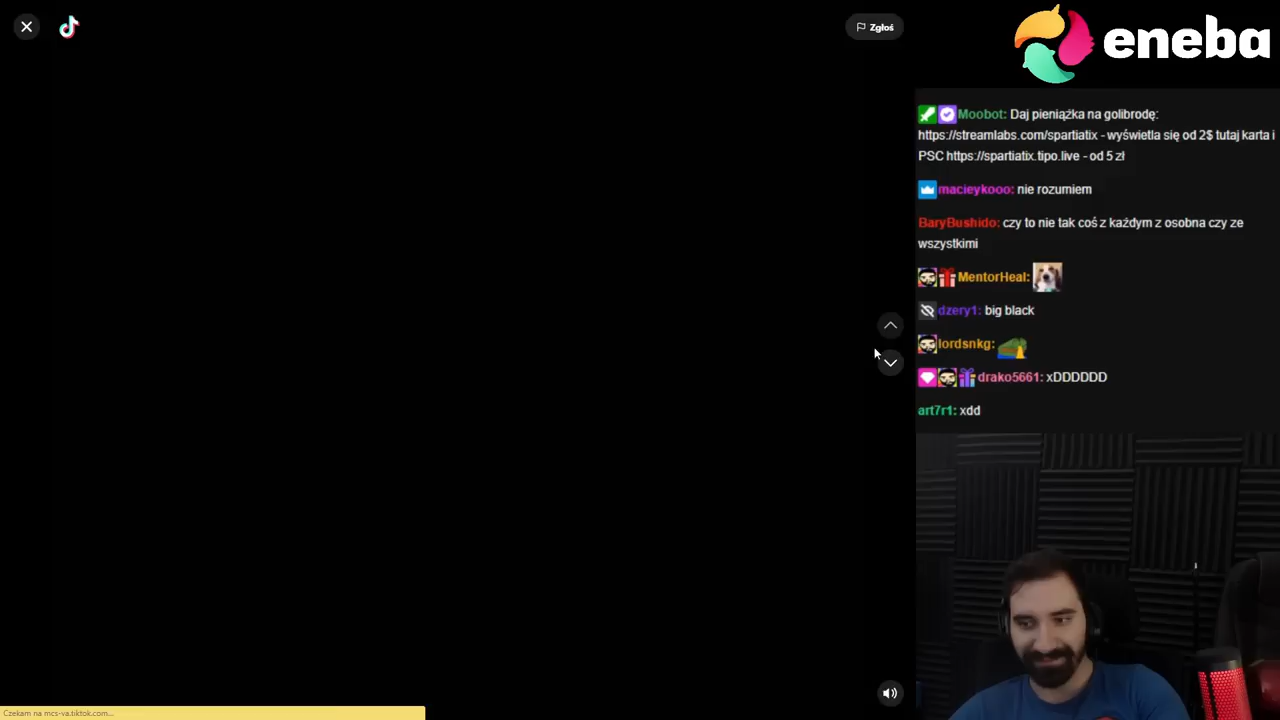 Zgłoś
eneba
Moobot: Daj pieniążka na golibrodę:
https://streamlabs.com/spartiatix - wyświetla się od 2$ tutaj karta i
PSC https://spartiatix.tipo.live - od 5 zł
macieykooo: nie rozumiem
BaryBushido: czy to nie tak coś z każdym z osobna czy ze
wszystkimi
MentorHeal:
dzery1: big black
lordsnkg:
drako5661: xDDDDDD
art7r1: xdd
Czekam na mcs-va.tiktok.com...